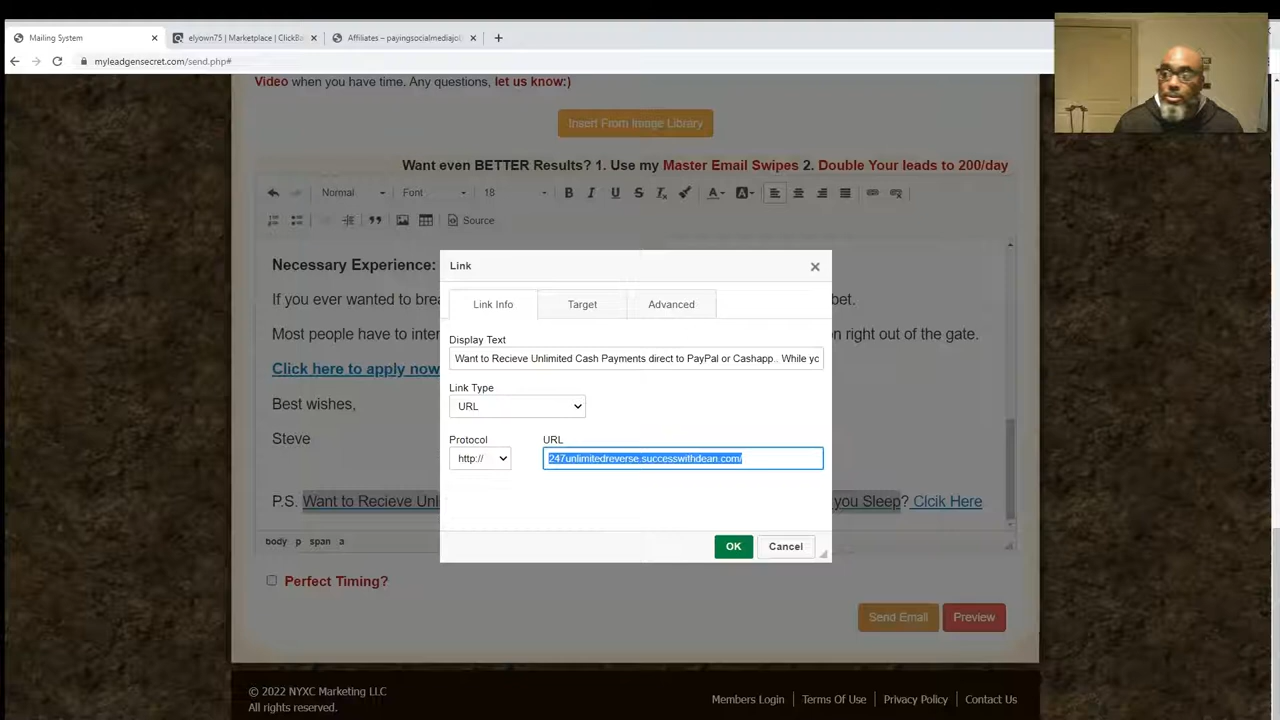 Mailing System
elyown75 | Marketplace | ClickBa
Affiliates – payingsocialmediajob
myleadgensecret.com/send.php#
Video when you have time. Any questions, let us know:)
Insert From Image Library
Want even BETTER Results? 1. Use my Master Email Swipes 2. Double Your leads to 200/day
Normal Font 18
Source
Necessary Experience:
If you ever wanted to brea bet.
Most people have to inter n right out of the gate.
Click here to apply now
Best wishes,
Steve
P.S. Want to Recieve Unl you Sleep? Clcik Here
body p span a
Link
Link Info Target Advanced
Display Text
Want to Recieve Unlimited Cash Payments direct to PayPal or Cashapp.. While yo
Link Type
URL
Protocol URL
http:// 247unlimitedreverse.successwithdean.com/
OK Cancel
Perfect Timing?
Send Email Preview
© 2022 NYXC Marketing LLC
All rights reserved.
Members Login Terms Of Use Privacy Policy Contact Us